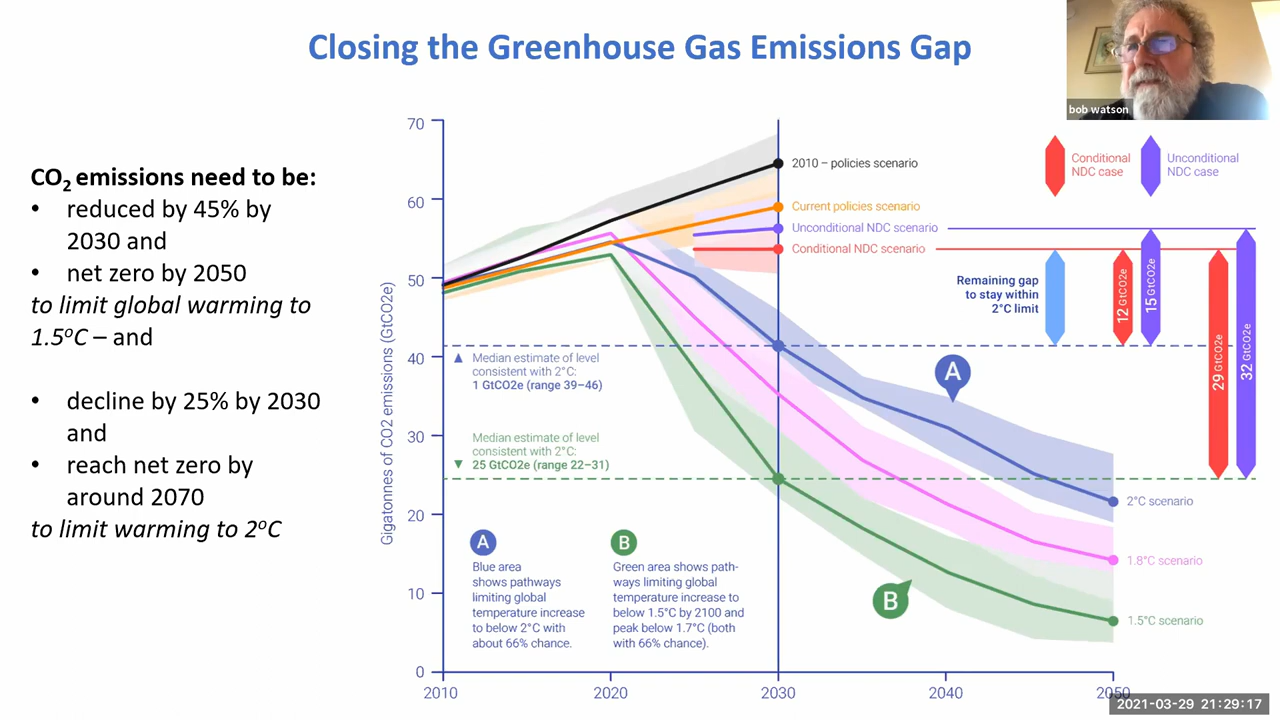 Closing the Greenhouse Gas Emissions Gap
bob watson
CO2 emissions need to be:
• reduced by 45% by
2030 and
• net zero by 2050
to limit global warming to
1.5°C – and
• decline by 25% by 2030
and
• reach net zero by
around 2070
to limit warming to 2°C
Gigatonnes of CO2 emissions (GtCO2e)
70
60
50
40
30
20
10
0
2010
2020
2030
2040
2050
2010 – policies scenario
Current policies scenario
Unconditional NDC scenario
Conditional NDC scenario
Conditional
NDC case
Unconditional
NDC case
Remaining gap
to stay within
2°C limit
12 GtCO2e
15 GtCO2e
29 GtCO2e
32 GtCO2e
Median estimate of level
consistent with 2°C:
1 GtCO2e (range 39–46)
Median estimate of level
consistent with 2°C:
25 GtCO2e (range 22–31)
A
B
2°C scenario
1.8°C scenario
1.5°C scenario
A
Blue area
shows pathways
limiting global
temperature increase
to below 2°C with
about 66% chance.
B
Green area shows path-
ways limiting global
temperature increase to
below 1.5°C by 2100 and
peak below 1.7°C (both
with 66% chance).
2021-03-29 21:29:17